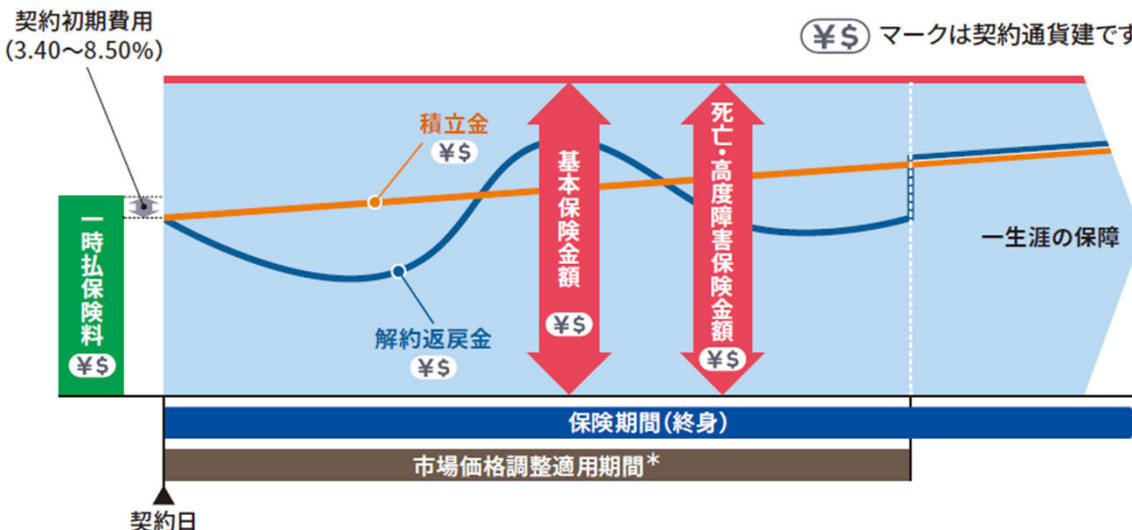 契約初期費用
(3.40〜8.50%)
¥$ マークは契約通貨建です
積立金
¥$
基本保険金額
¥$
死亡・高度障害保険金額
¥$
一時払保険料
¥$
解約返戻金
¥$
一生涯の保障
保険期間(終身)
市場価格調整適用期間*
契約日